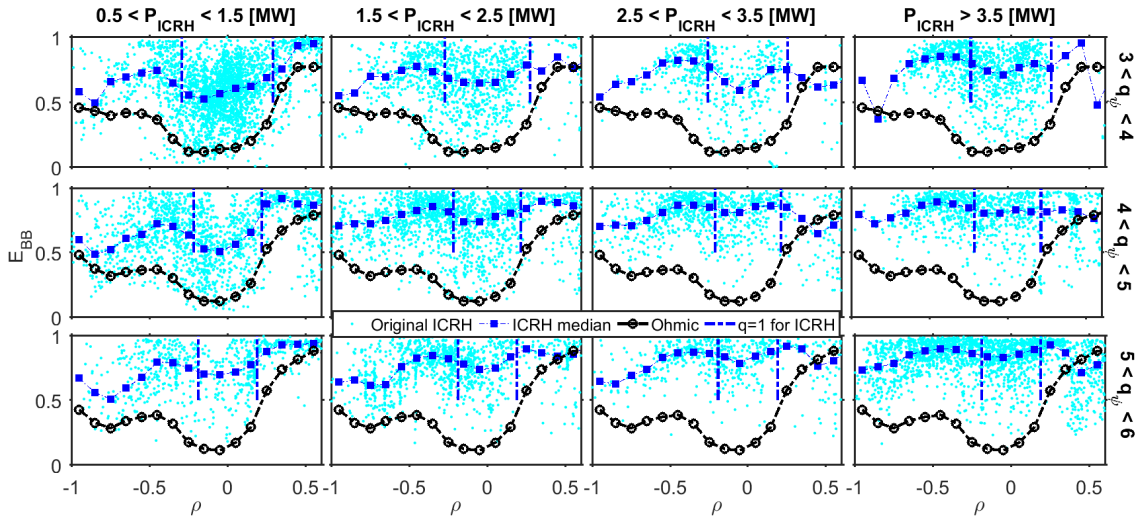 0.5 < P_ICRH < 1.5 [MW]
1.5 < P_ICRH < 2.5 [MW]
2.5 < P_ICRH < 3.5 [MW]
P_ICRH > 3.5 [MW]
1
0.5
0
3 < q_ψ < 4
1
E_BB
0.5
0
4 < q_ψ < 5
Original ICRH
ICRH median
Ohmic
q=1 for ICRH
1
0.5
0
5 < q_ψ < 6
-1 -0.5 0 0.5
-1 -0.5 0 0.5
-1 -0.5 0 0.5
-1 -0.5 0 0.5
ρ ρ ρ ρ